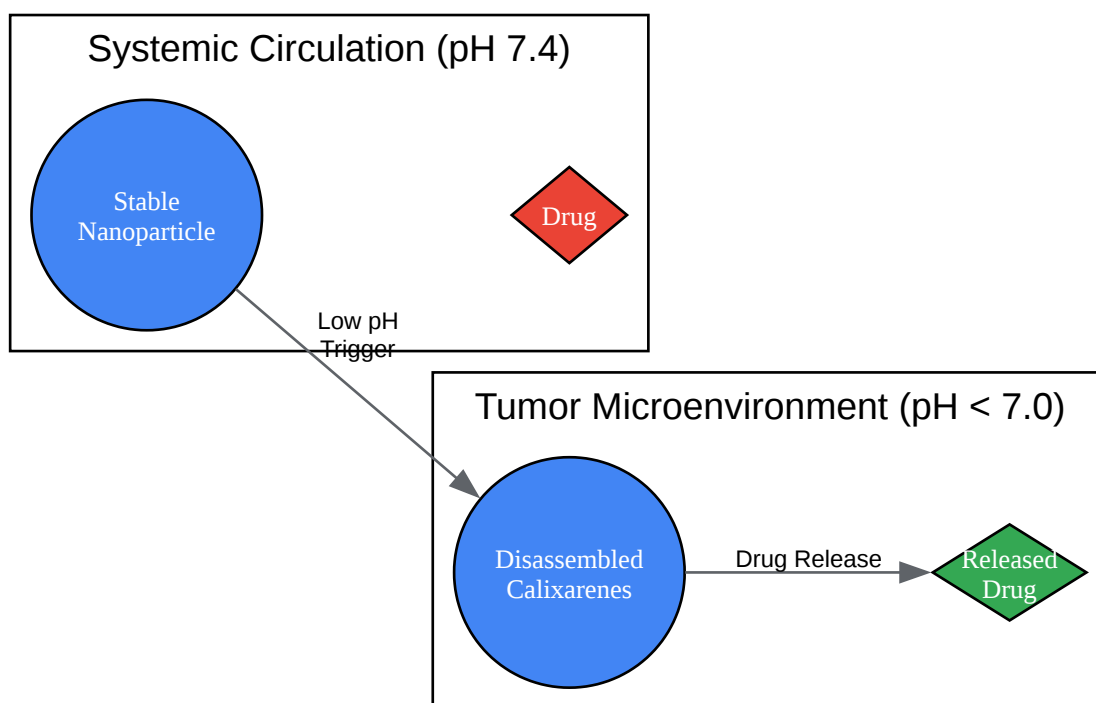 Systemic Circulation (pH 7.4)
Stable
Nanoparticle
Drug
Low pH
Trigger
Tumor Microenvironment (pH < 7.0)
Disassembled
Calixarenes
Drug Release
Released
Drug